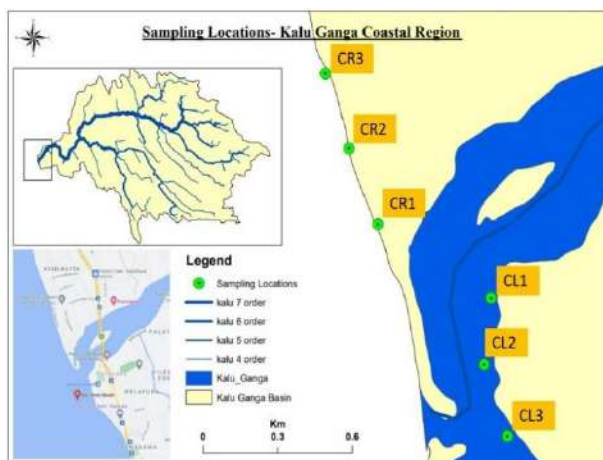 Sampling Locations- Kalu Ganga Coastal Region
CR3
CR2
CR1
CL1
CL2
CL3
Legend
Sampling Locations
kalu 7 order
kalu 6 order
kalu 5 order
kalu 4 order
Kalu_Ganga
Kalu Ganga Basin
Km
0
0.3
0.6